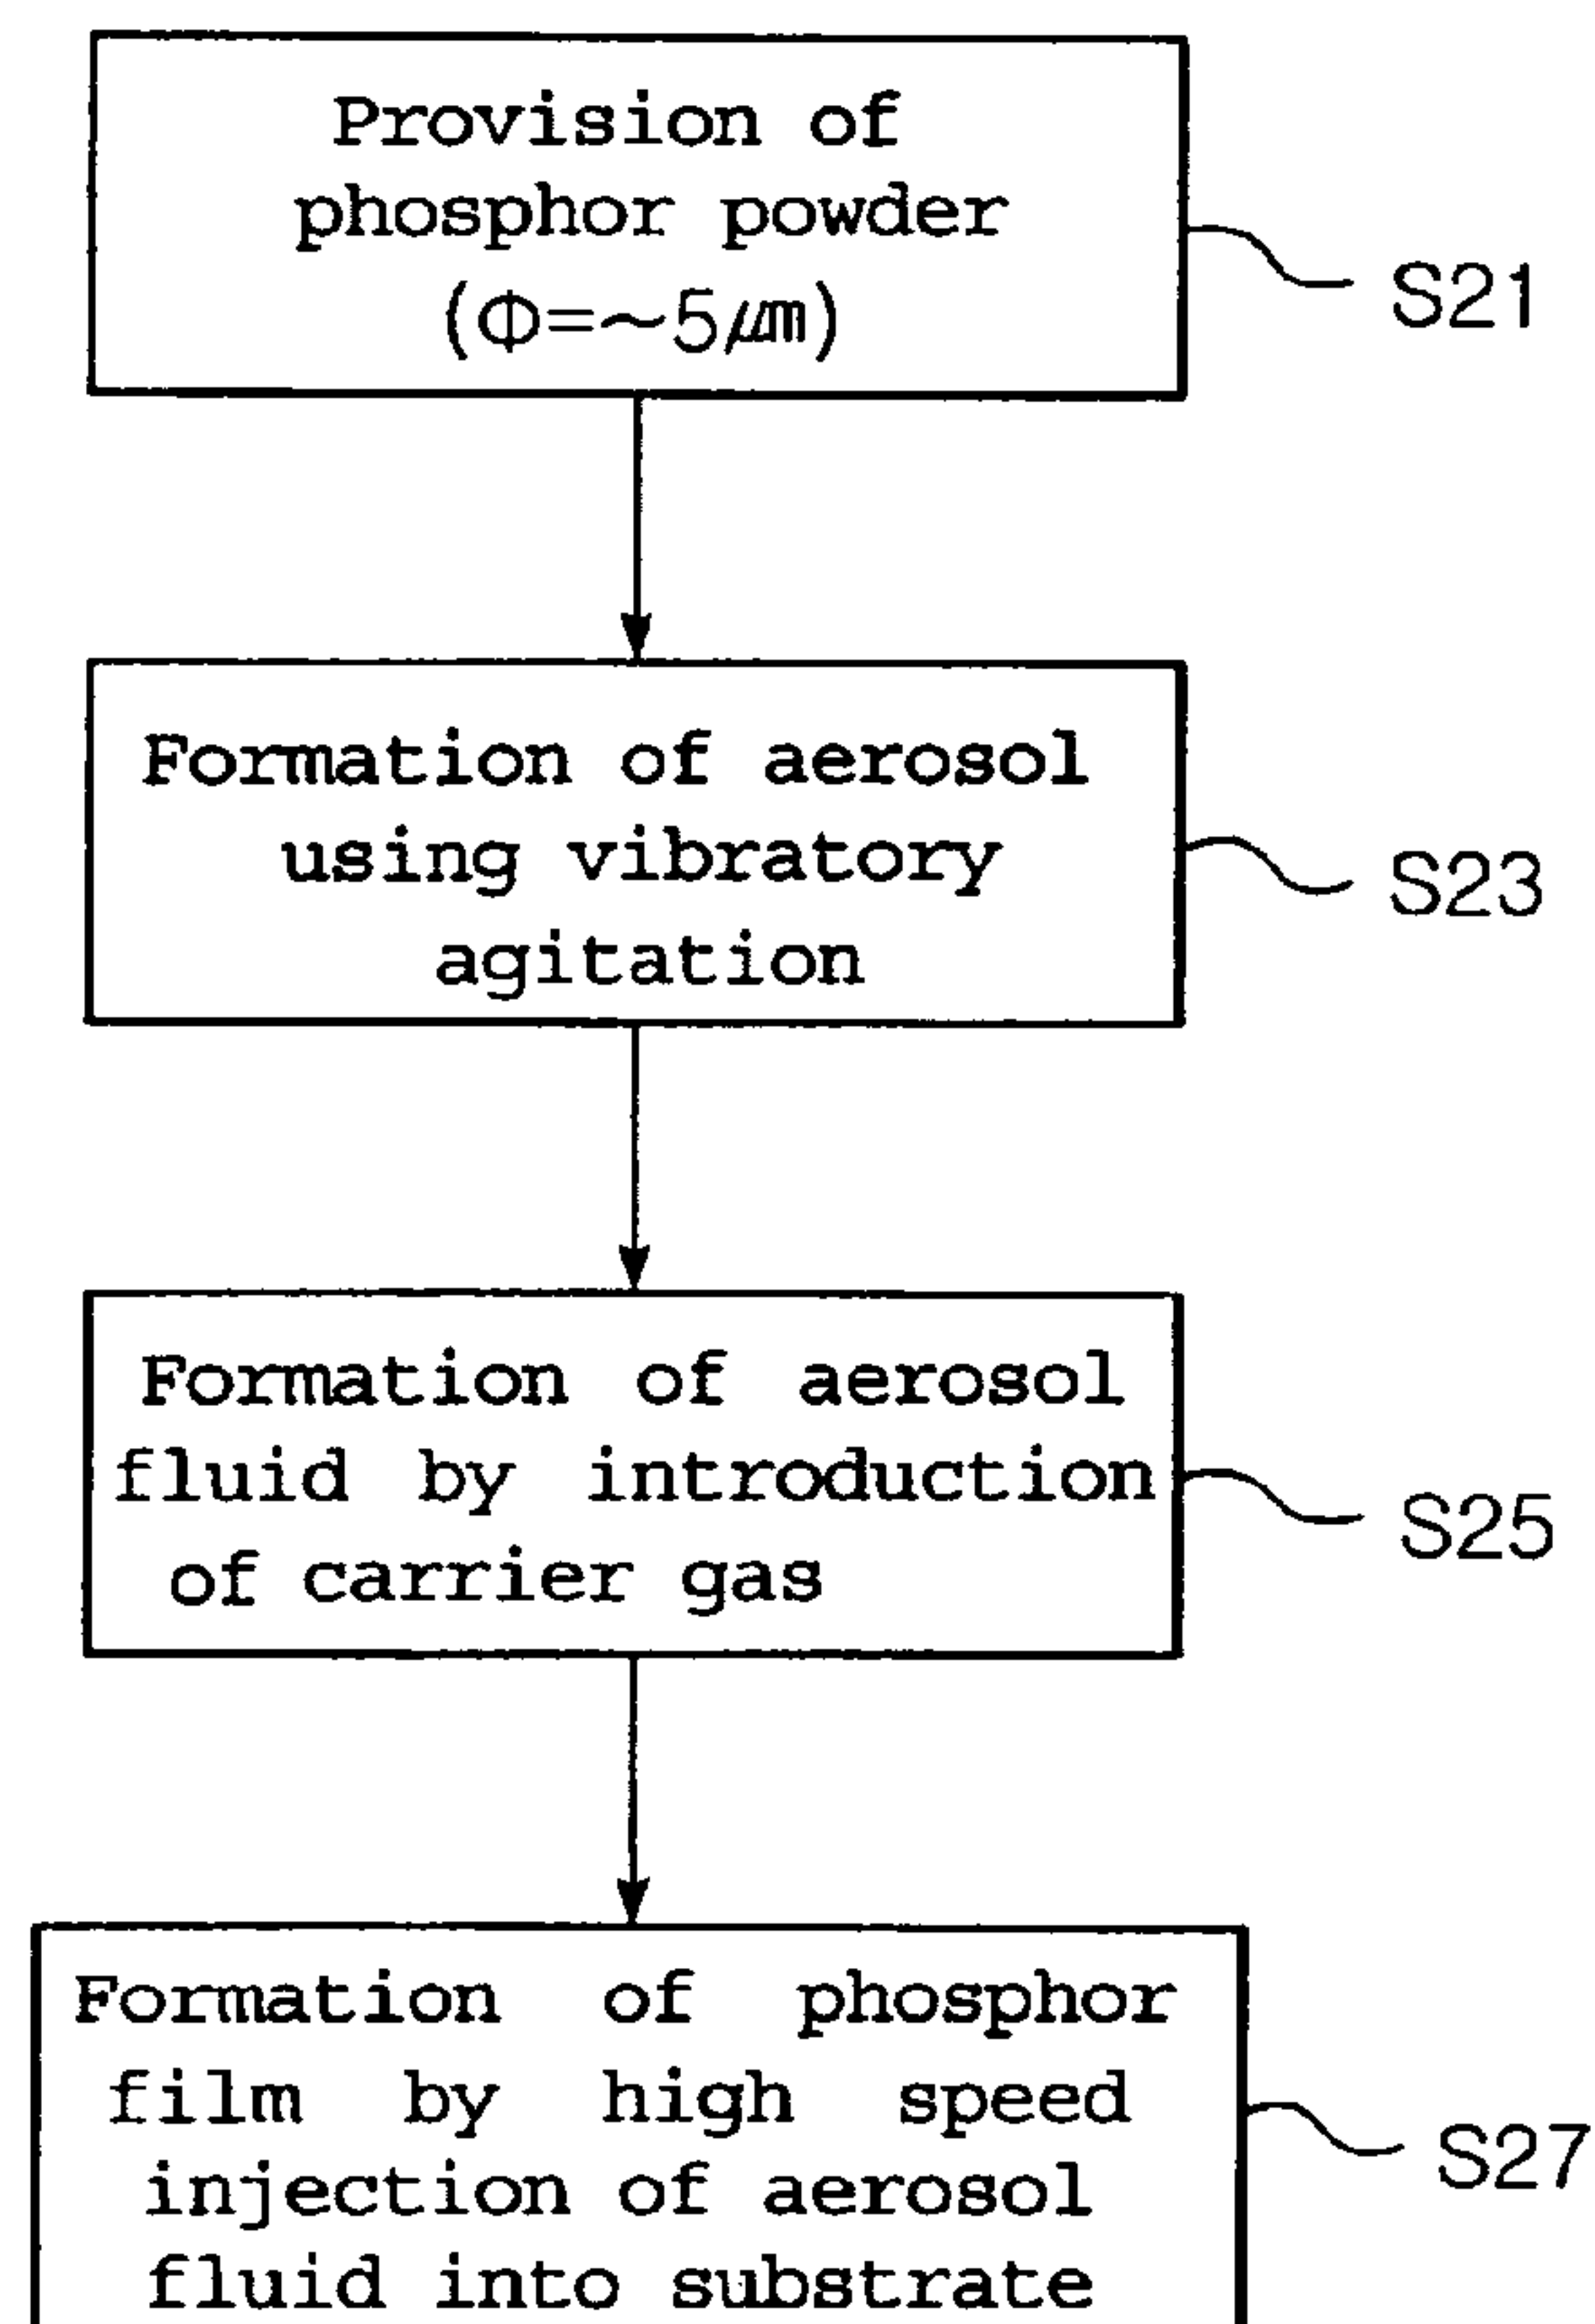 Provision of
phosphor powder
(Φ=~5㎛)
S21
Formation of aerosol
using vibratory
agitation
S23
Formation of aerosol
fluid by introduction
of carrier gas
S25
Formation of phosphor
film by high speed
injection of aerosol
fluid into substrate
S27